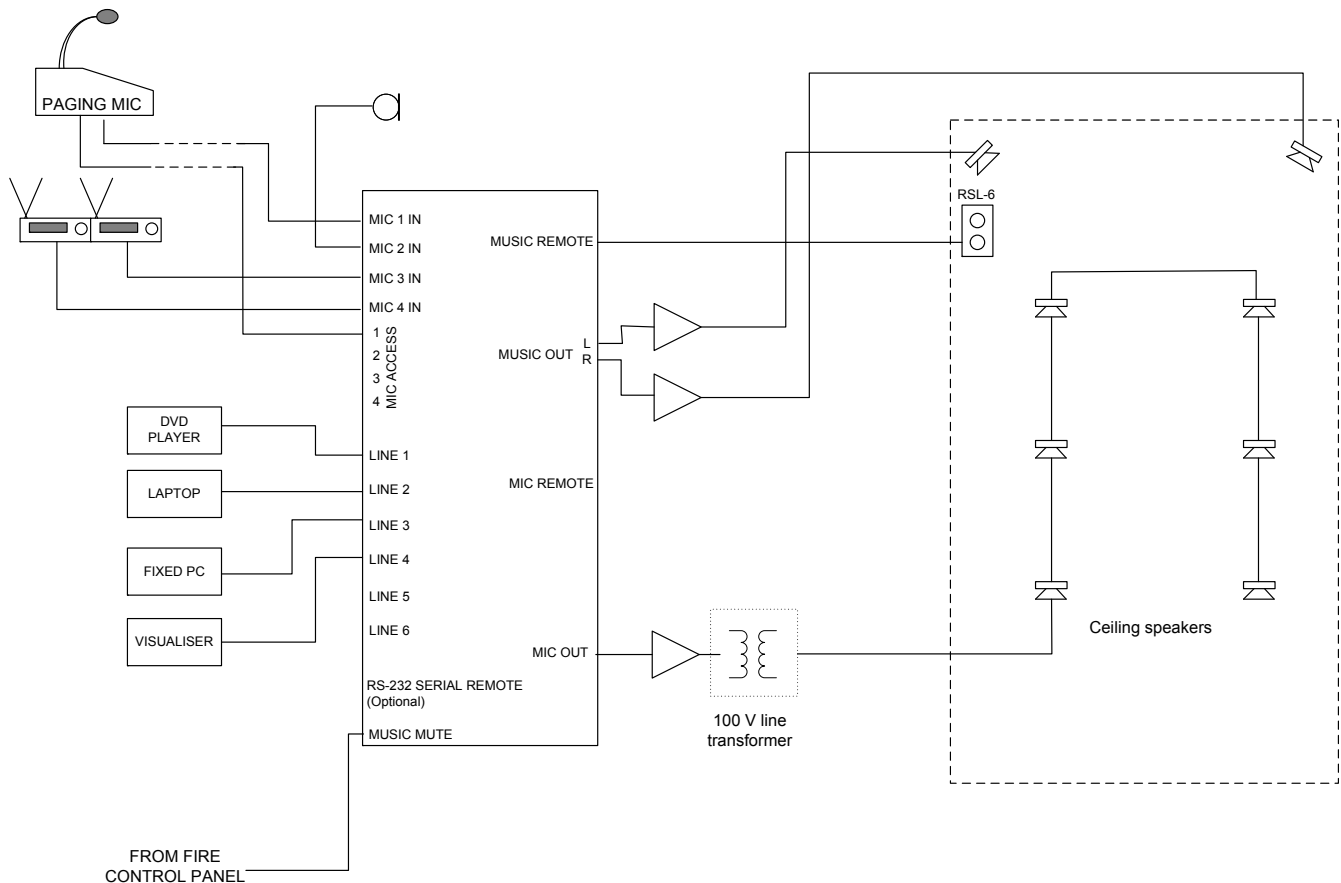 PAGING MIC
MIC 1 IN
MIC 2 IN
MIC 3 IN
MIC 4 IN
1
2
3
4
MIC ACCESS
DVD
PLAYER
LAPTOP
FIXED PC
VISUALISER
LINE 1
LINE 2
LINE 3
LINE 4
LINE 5
LINE 6
RS-232 SERIAL REMOTE
(Optional)
MUSIC MUTE
FROM FIRE
CONTROL PANEL
MUSIC REMOTE
MUSIC OUT
L
R
MIC REMOTE
MIC OUT
100 V line
transformer
RSL-6
Ceiling speakers